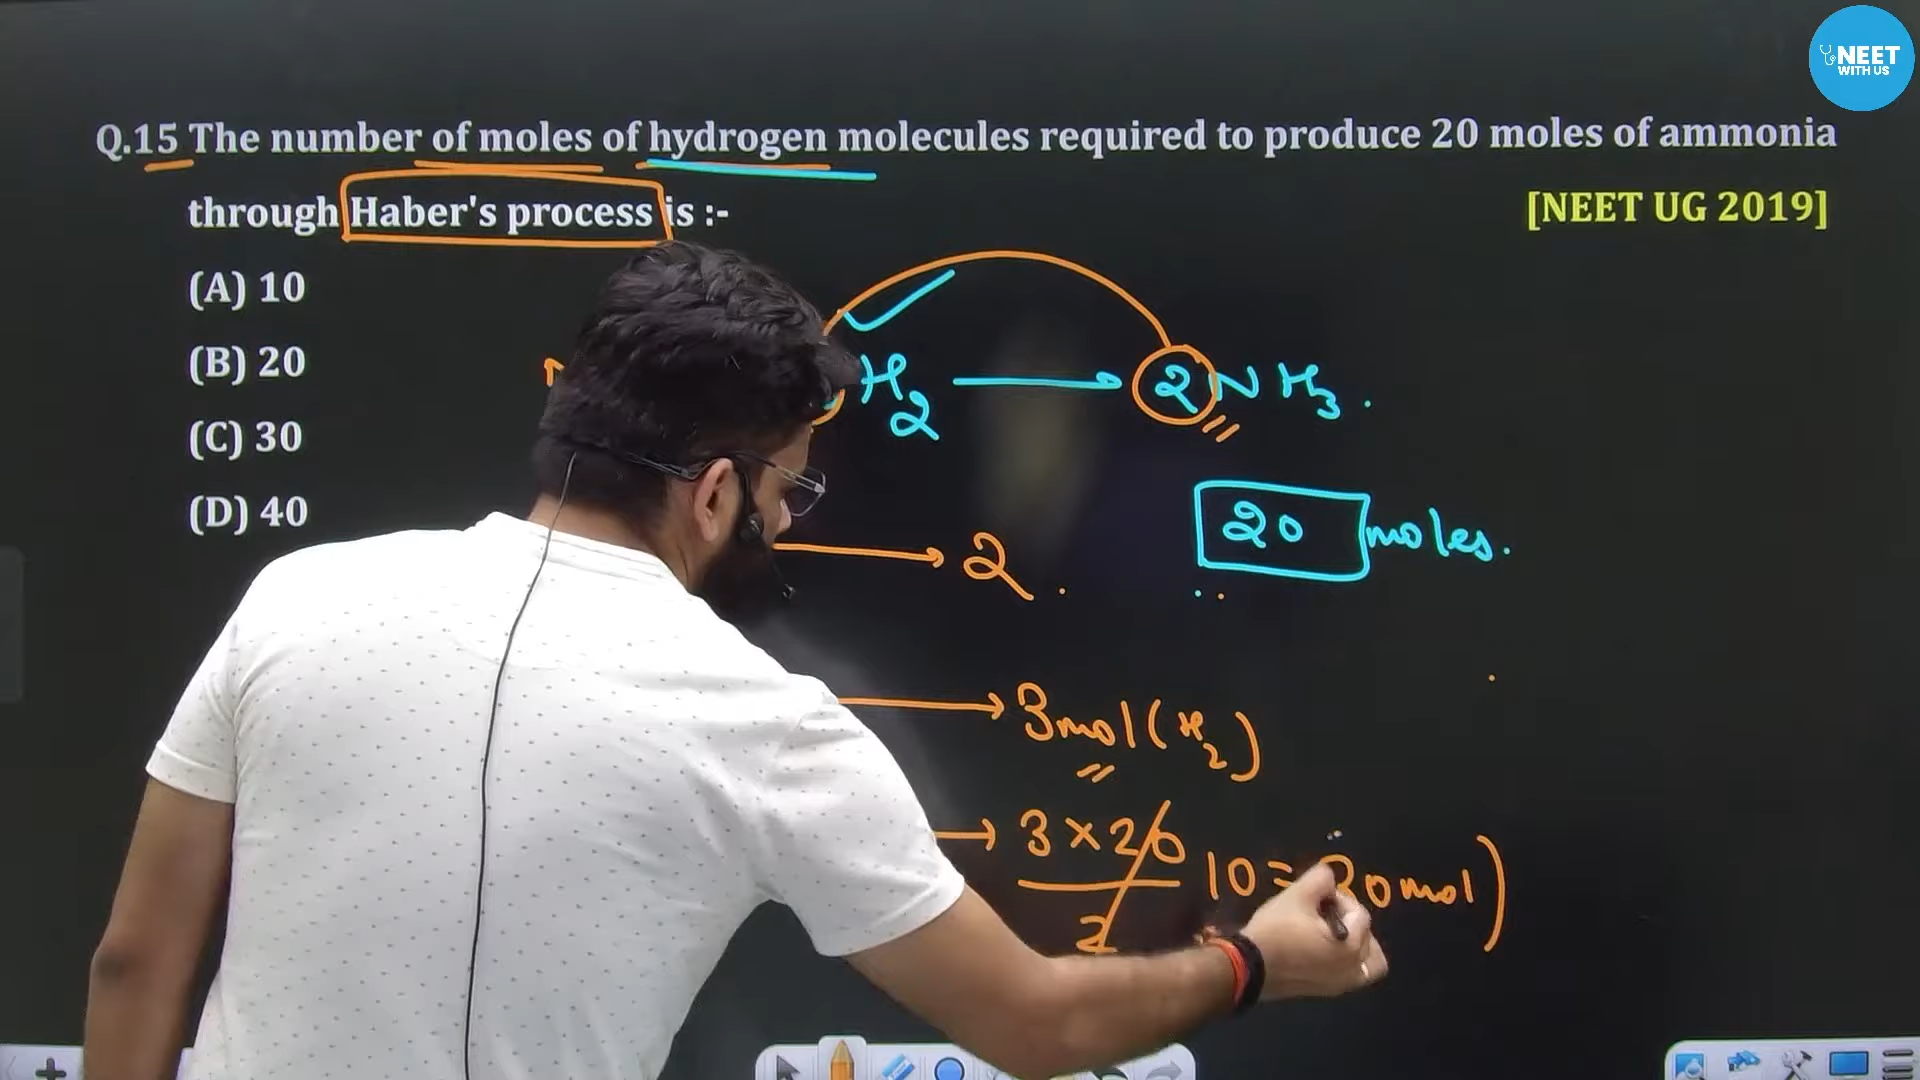 NEET
WITH US
Q.15 The number of moles of hydrogen molecules required to produce 20 moles of ammonia
through Haber's process is :-
[NEET UG 2019]
(A) 10
(B) 20
(C) 30
(D) 40
H2 → 2NH3.
20 moles.
→ 2.
→ 3mol(H2)
→ 3×20/2 10 = 30mol)